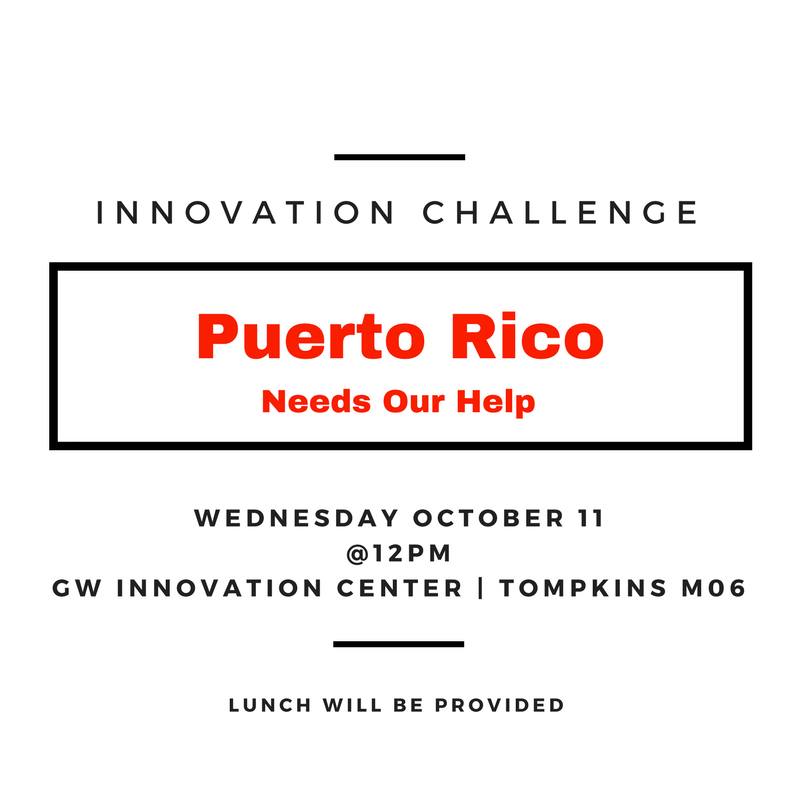 INNOVATION CHALLENGE
Puerto Rico
Needs Our Help
WEDNESDAY OCTOBER 11
@12PM
GW INNOVATION CENTER | TOMPKINS M06
LUNCH WILL BE PROVIDED